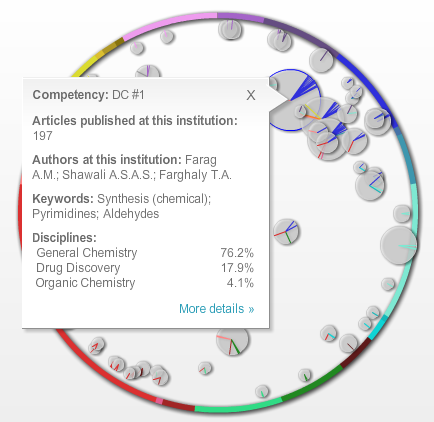 Competency: DC #1 X
Articles published at this institution:
197
Authors at this institution: Farag
A.M.; Shawali A.S.A.S.; Farghaly T.A.
Keywords: Synthesis (chemical);
Pyrimidines; Aldehydes
Disciplines:
General Chemistry 76.2%
Drug Discovery 17.9%
Organic Chemistry 4.1%
More details »